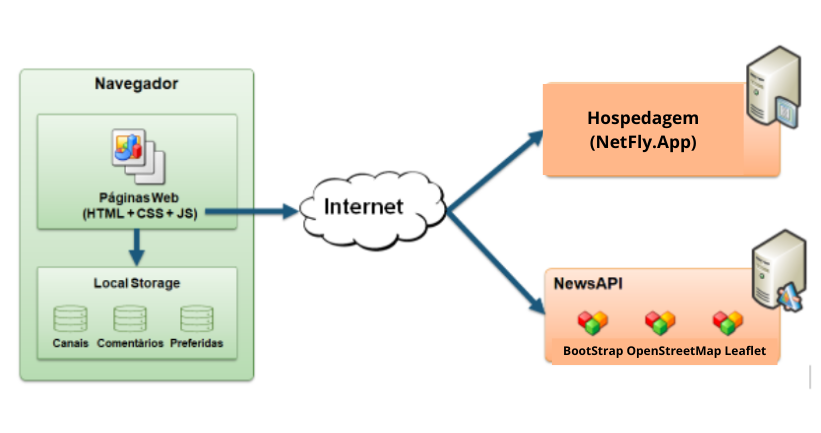 Navegador
Páginas Web
(HTML + CSS + JS)
Local Storage
Canais Comentários Preferidas
Internet
Hospedagem
(NetFly.App)
NewsAPI
BootStrap OpenStreetMap Leaflet